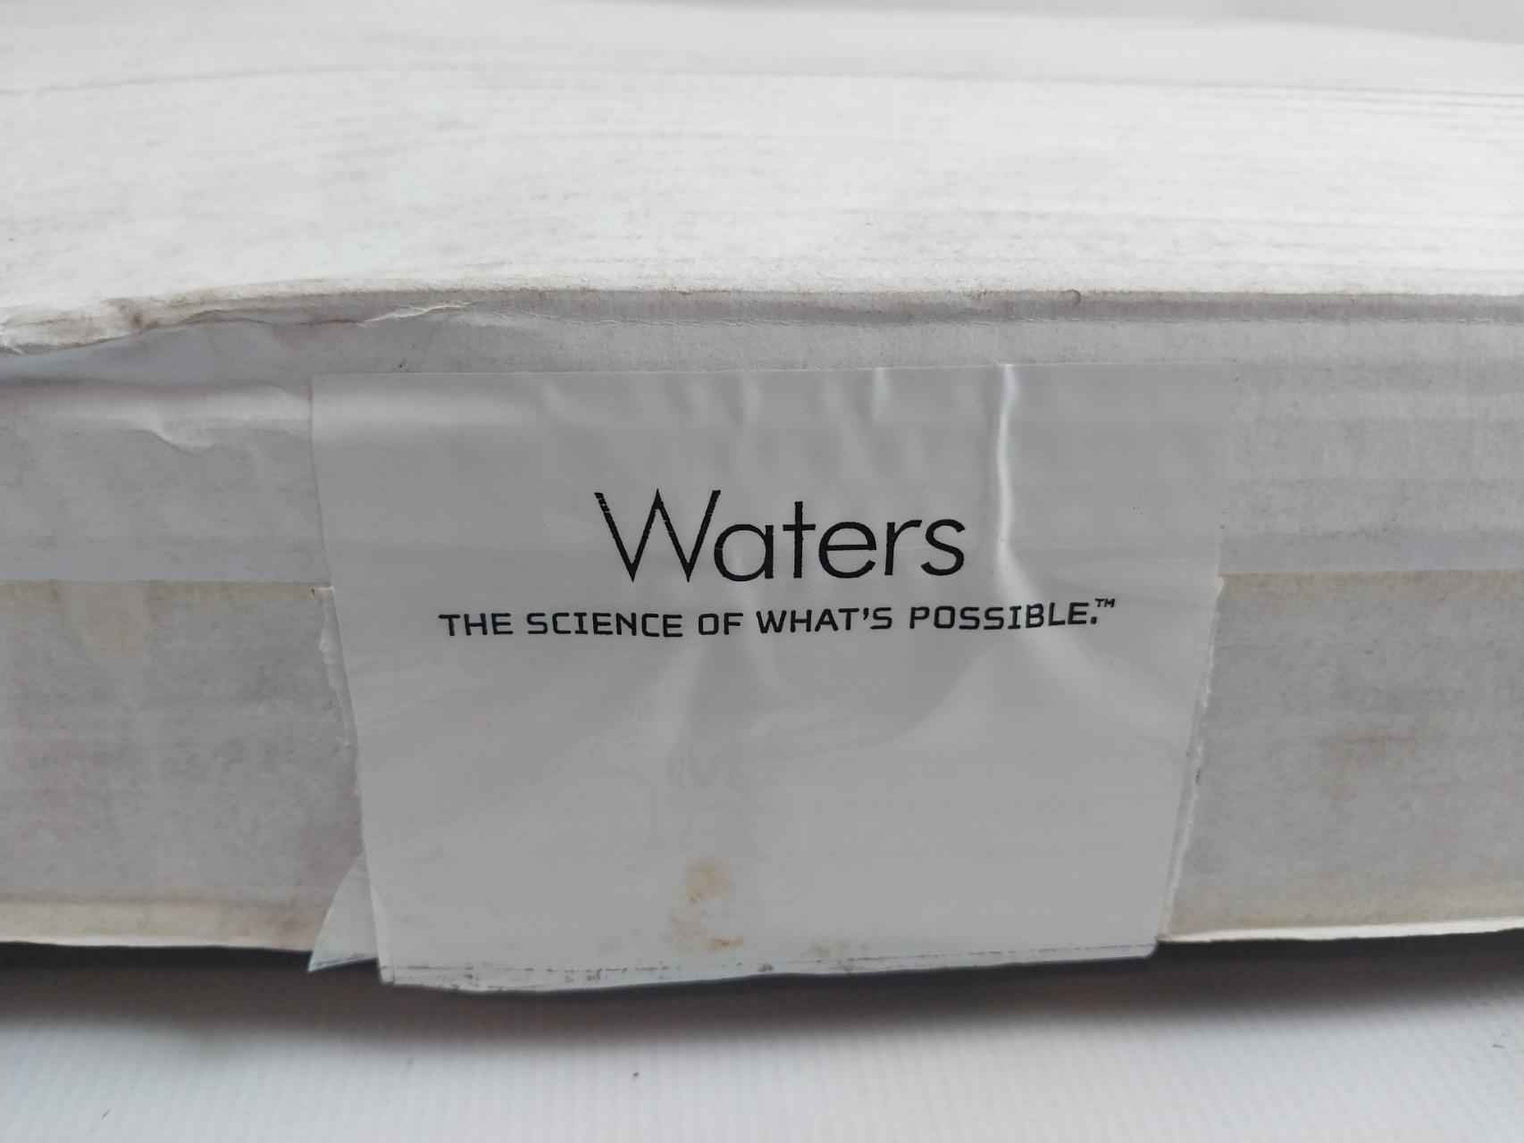 Waters
THE SCIENCE OF WHAT'S POSSIBLE.™